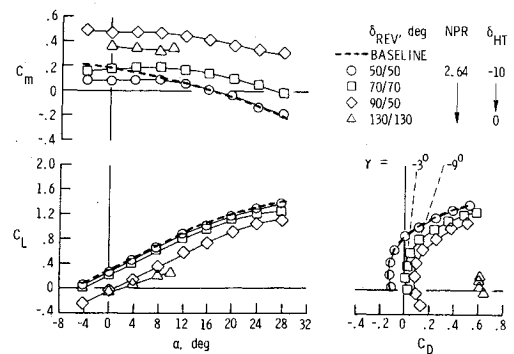 .6
.4
.2
0
-.2
-.4
C_m
δ_REV, deg NPR δ_HT
BASELINE
50/50 2.64 -10
70/70
90/50
130/130 0
2.0
1.6
1.2
.8
.4
0
-.4
C_L
-8 -4 0 4 8 12 16 20 24 28 32
α, deg
γ = -3° -9°
-.4 -.2 0 .2 .4 .6 .8
C_D